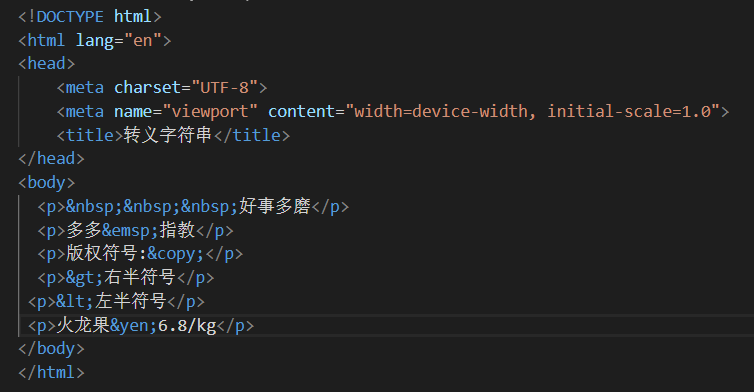 <!DOCTYPE html>
<html lang="en">
<head>
    <meta charset="UTF-8">
    <meta name="viewport" content="width=device-width, initial-scale=1.0">
    <title>转义字符串</title>
</head>
<body>
  <p>&nbsp;&nbsp;&nbsp;好事多磨</p>
  <p>多多&emsp;指教</p>
  <p>版权符号:&copy;</p>
  <p>&gt;右半符号</p>
 <p>&lt;左半符号</p>
 <p>火龙果&yen;6.8/kg</p>
</body>
</html>